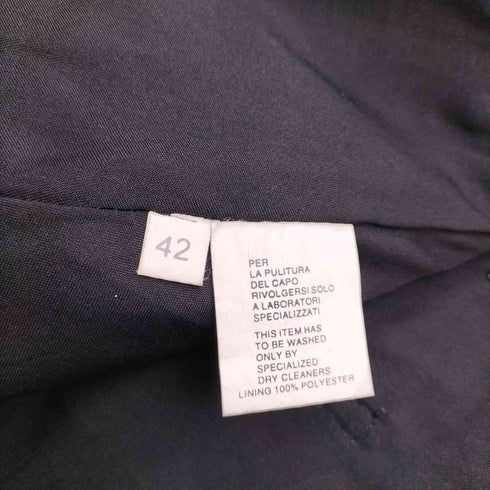 42
PER
LA PULITURA
DEL CAPO
RIVOLGERSI SOLO
A LABORATORI
SPECIALIZZATI
THIS ITEM HAS
TO BE WASHED
ONLY BY
SPECIALIZED
DRY CLEANERS
LINING 100% POLYESTER